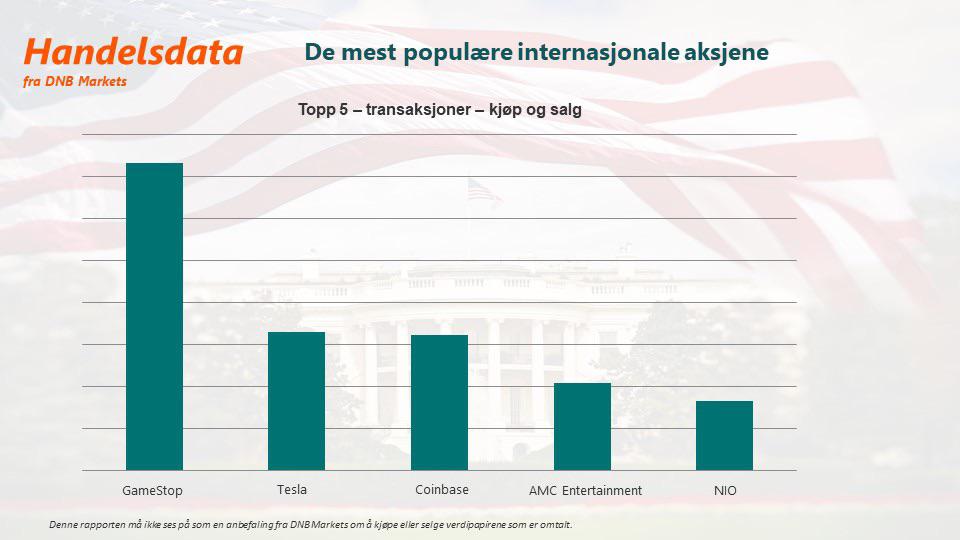 Handelsdata
fra DNB Markets
De mest populære internasjonale aksjene
Topp 5 – transaksjoner – kjøp og salg
GameStop
Tesla
Coinbase
AMC Entertainment
NIO
Denne rapporten må ikke ses på som en anbefaling fra DNB Markets om å kjøpe eller selge verdipapirene som er omtalt.